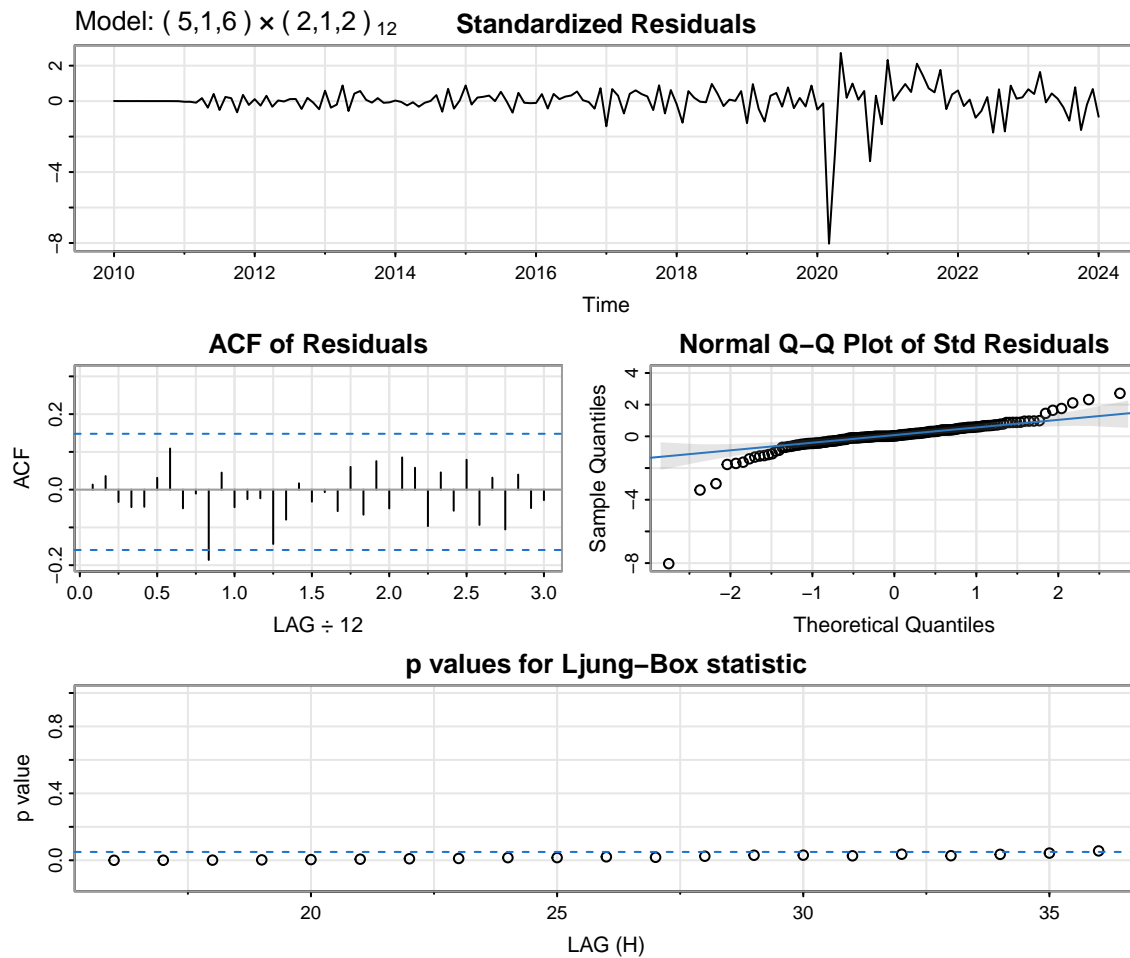 Model: ( 5,1,6 ) × ( 2,1,2 ) 12 Standardized Residuals
2
0
−4
−8
2010 2012 2014 2016 2018 2020 2022 2024
Time
ACF of Residuals
ACF
0.2
0.0
−0.2
0.0 0.5 1.0 1.5 2.0 2.5 3.0
LAG ÷ 12
Normal Q−Q Plot of Std Residuals
Sample Quantiles
4
2
0
−4
−8
−2 −1 0 1 2
Theoretical Quantiles
p values for Ljung−Box statistic
p value
0.8
0.4
0.0
20 25 30 35
LAG (H)